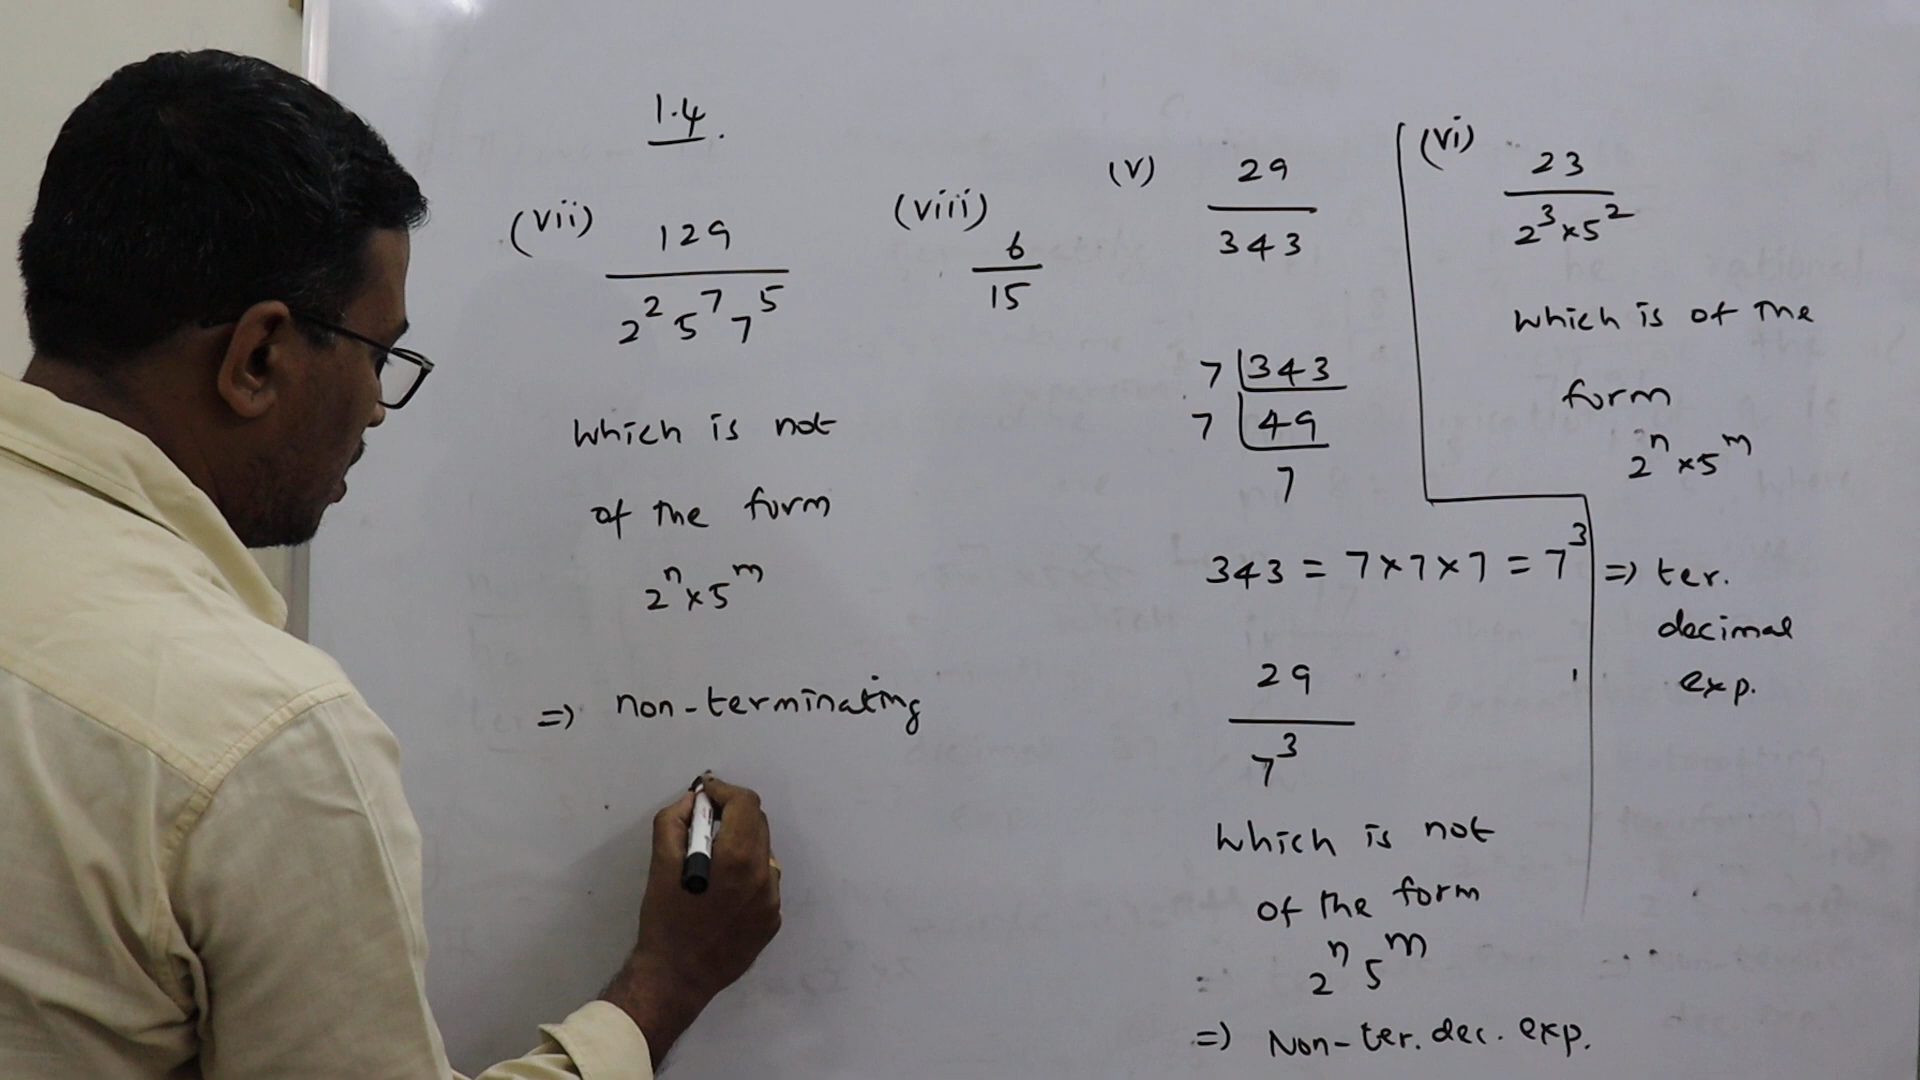 1.4.
(vii) 129
2² 5⁷ 7⁵
which is not
of the form
2ⁿ×5ᵐ
=> non-terminating
(viii) 6
15
(v) 29
343
7 343
7 49
7
343 = 7×7×7 = 7³
29
7³
which is not
of the form
2ⁿ 5ᵐ
=> Non-ter. dec. exp.
(vi) 23
2³×5²
which is of the
form
2ⁿ×5ᵐ
=> ter.
decimal
exp.